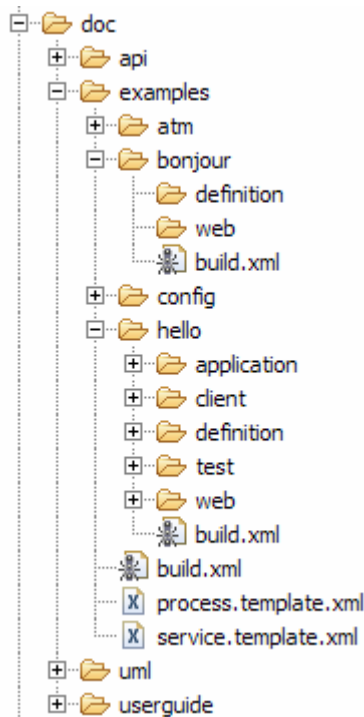 doc
api
examples
atm
bonjour
definition
web
build.xml
config
hello
application
client
definition
test
web
build.xml
build.xml
process.template.xml
service.template.xml
uml
userguide